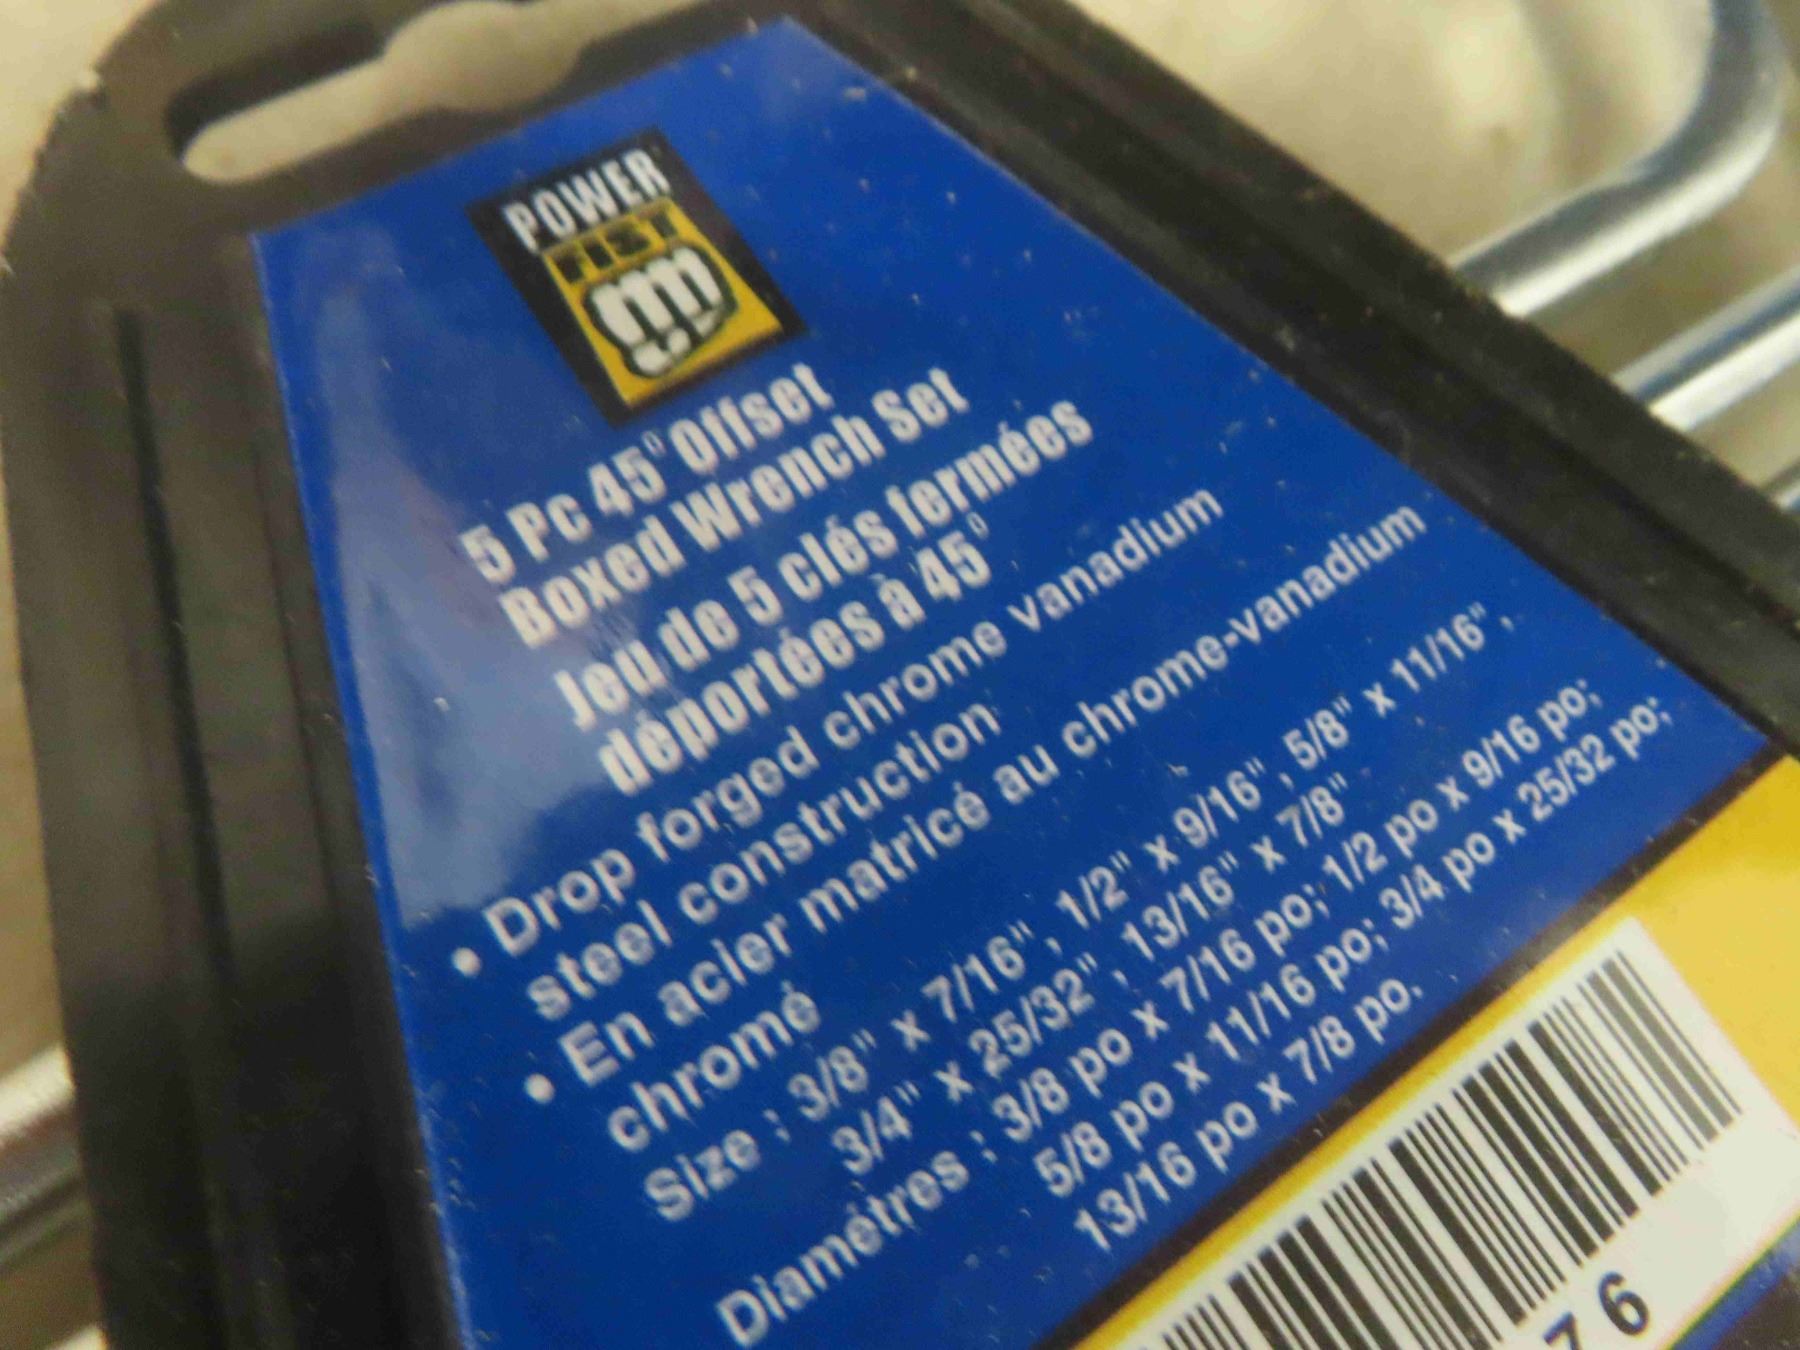 POWER
FIST
5 Pc 45° Offset
Boxed Wrench Set
Jeu de 5 clés fermées
déportées à 45°
• Drop forged chrome vanadium
steel construction
• En acier matricé au chrome-vanadium
chromé
Size : 3/8" x 7/16", 1/2" x 9/16", 5/8" x 11/16",
3/4" x 25/32", 13/16" x 7/8"
Diamétres : 3/8 po x 7/16 po; 1/2 po x 9/16 po;
5/8 po x 11/16 po; 3/4 po x 25/32 po;
13/16 po x 7/8 po.
76